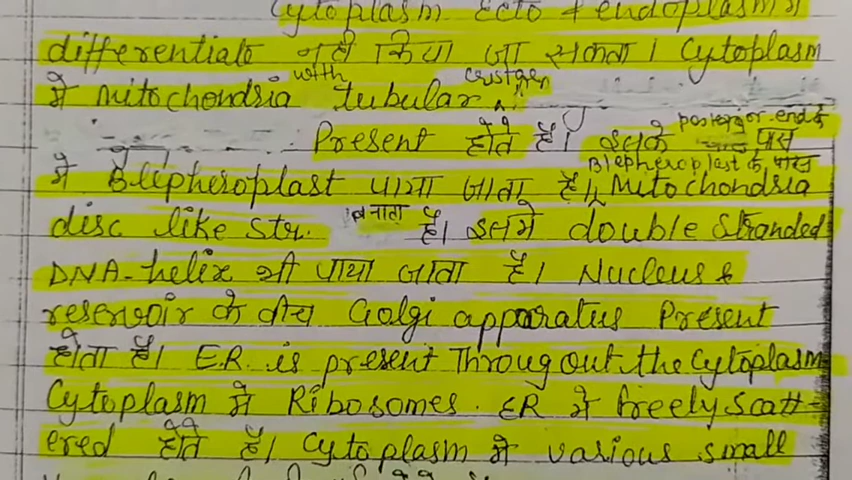 Cytoplasm Ecto + endoplasm में
differentiate नही किया जा सकता। Cytoplasm
with cristae
मे mitochondria tubular
posterior end के
Present होते हैं। इसके पास
Blepheroplast के पास
मे Blipheroplast पाया जाता है। Mitochondria
disc like str. बनाता है। इसमे double stranded
DNA-helix भी पाया जाता है। Nucleus &
reservoir के बीच Golgi apparatus Present
होता है। E.R. is present Througout the Cytoplasm
Cytoplasm मे Ribosomes. ER मे freely scatt-
ered होते हैं। Cytoplasm मे various small